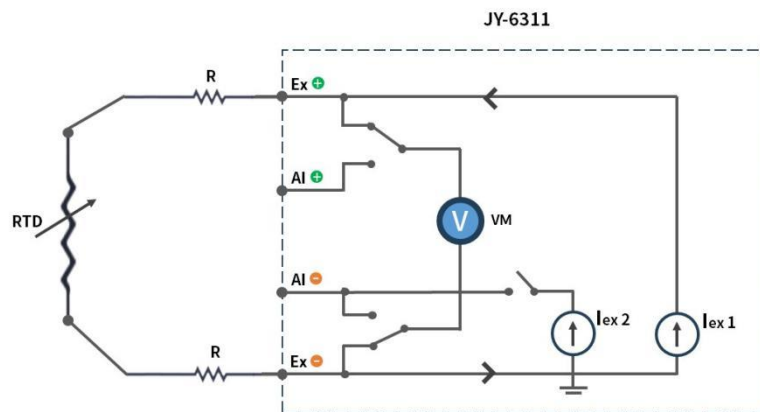 JY-6311
R
Ex +
AI +
RTD
V
VM
AI -
Iex 2
Iex 1
R
Ex -